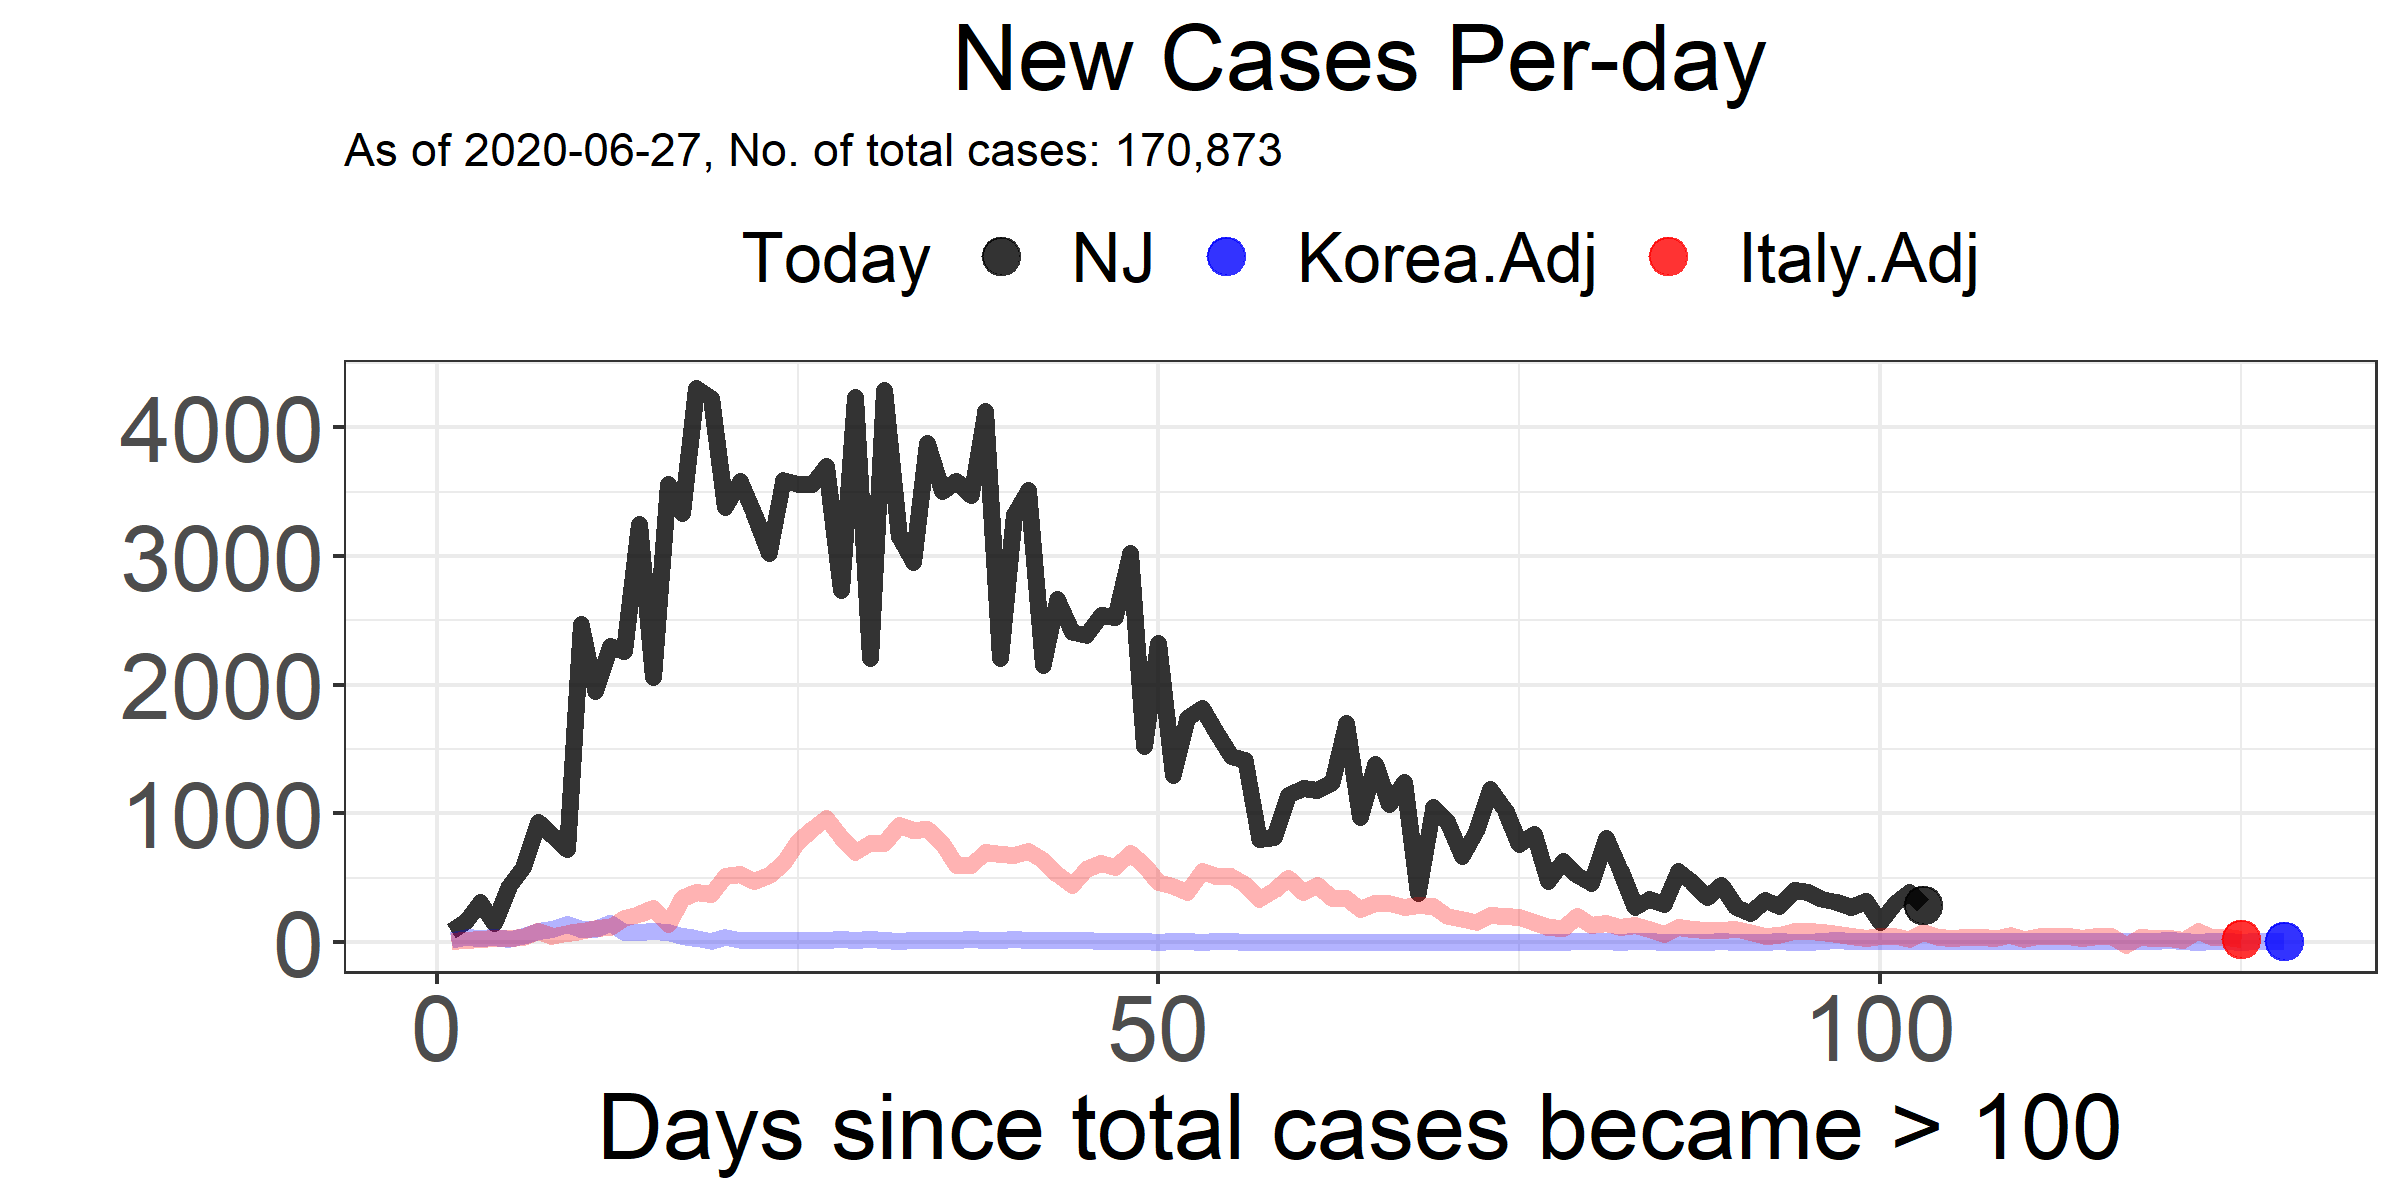 New Cases Per-day
As of 2020-06-27, No. of total cases: 170,873
Today NJ Korea.Adj Italy.Adj
4000
3000
2000
1000
0
0 50 100
Days since total cases became > 100